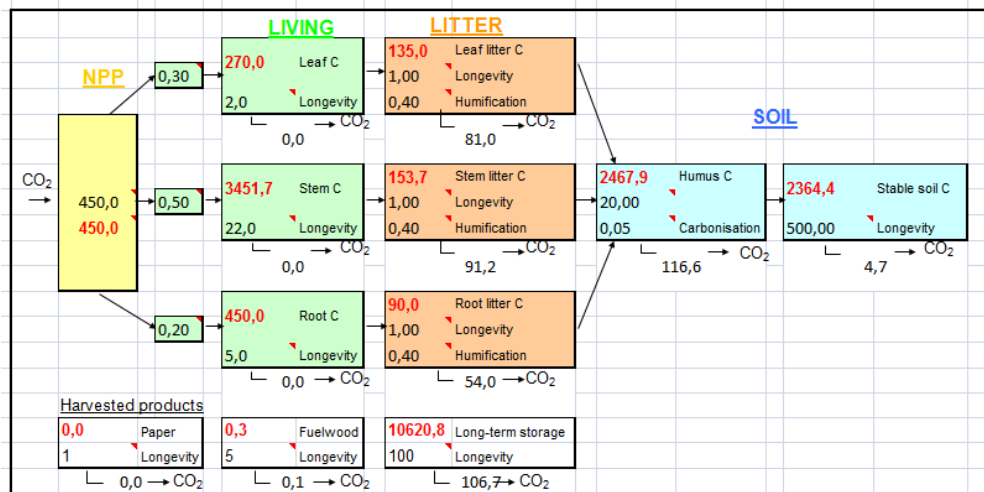 LIVING
LITTER
NPP
SOIL
CO2
450,0
450,0
0,30
270,0 Leaf C
2,0 Longevity
0,0 CO2
135,0 Leaf litter C
1,00 Longevity
0,40 Humification
81,0
0,50
3451,7 Stem C
22,0 Longevity
0,0 CO2
153,7 Stem litter C
1,00 Longevity
0,40 Humification
91,2 CO2
2467,9 Humus C
20,00
0,05 Carbonisation
116,6 CO2
2364,4 Stable soil C
500,00 Longevity
4,7 CO2
0,20
450,0 Root C
5,0 Longevity
0,0 CO2
90,0 Root litter C
1,00 Longevity
0,40 Humification
54,0 CO2
Harvested products
0,0 Paper
1 Longevity
0,0 CO2
0,3 Fuelwood
5 Longevity
0,1 CO2
10620,8 Long-term storage
100 Longevity
106,7 CO2